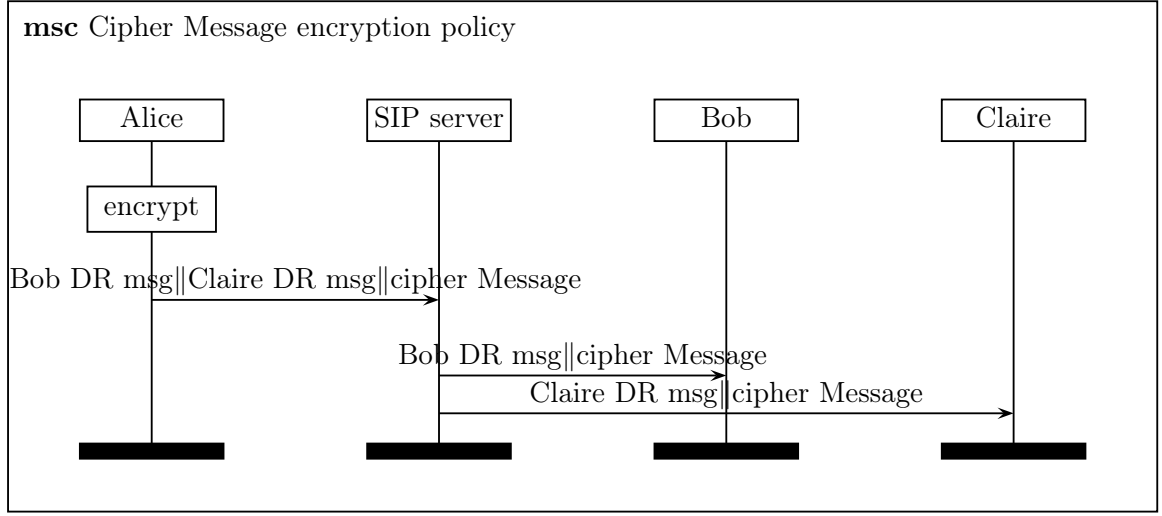 msc Cipher Message encryption policy
Alice
SIP server
Bob
Claire
encrypt
Bob DR msg||Claire DR msg||cipher Message
Bob DR msg||cipher Message
Claire DR msg||cipher Message